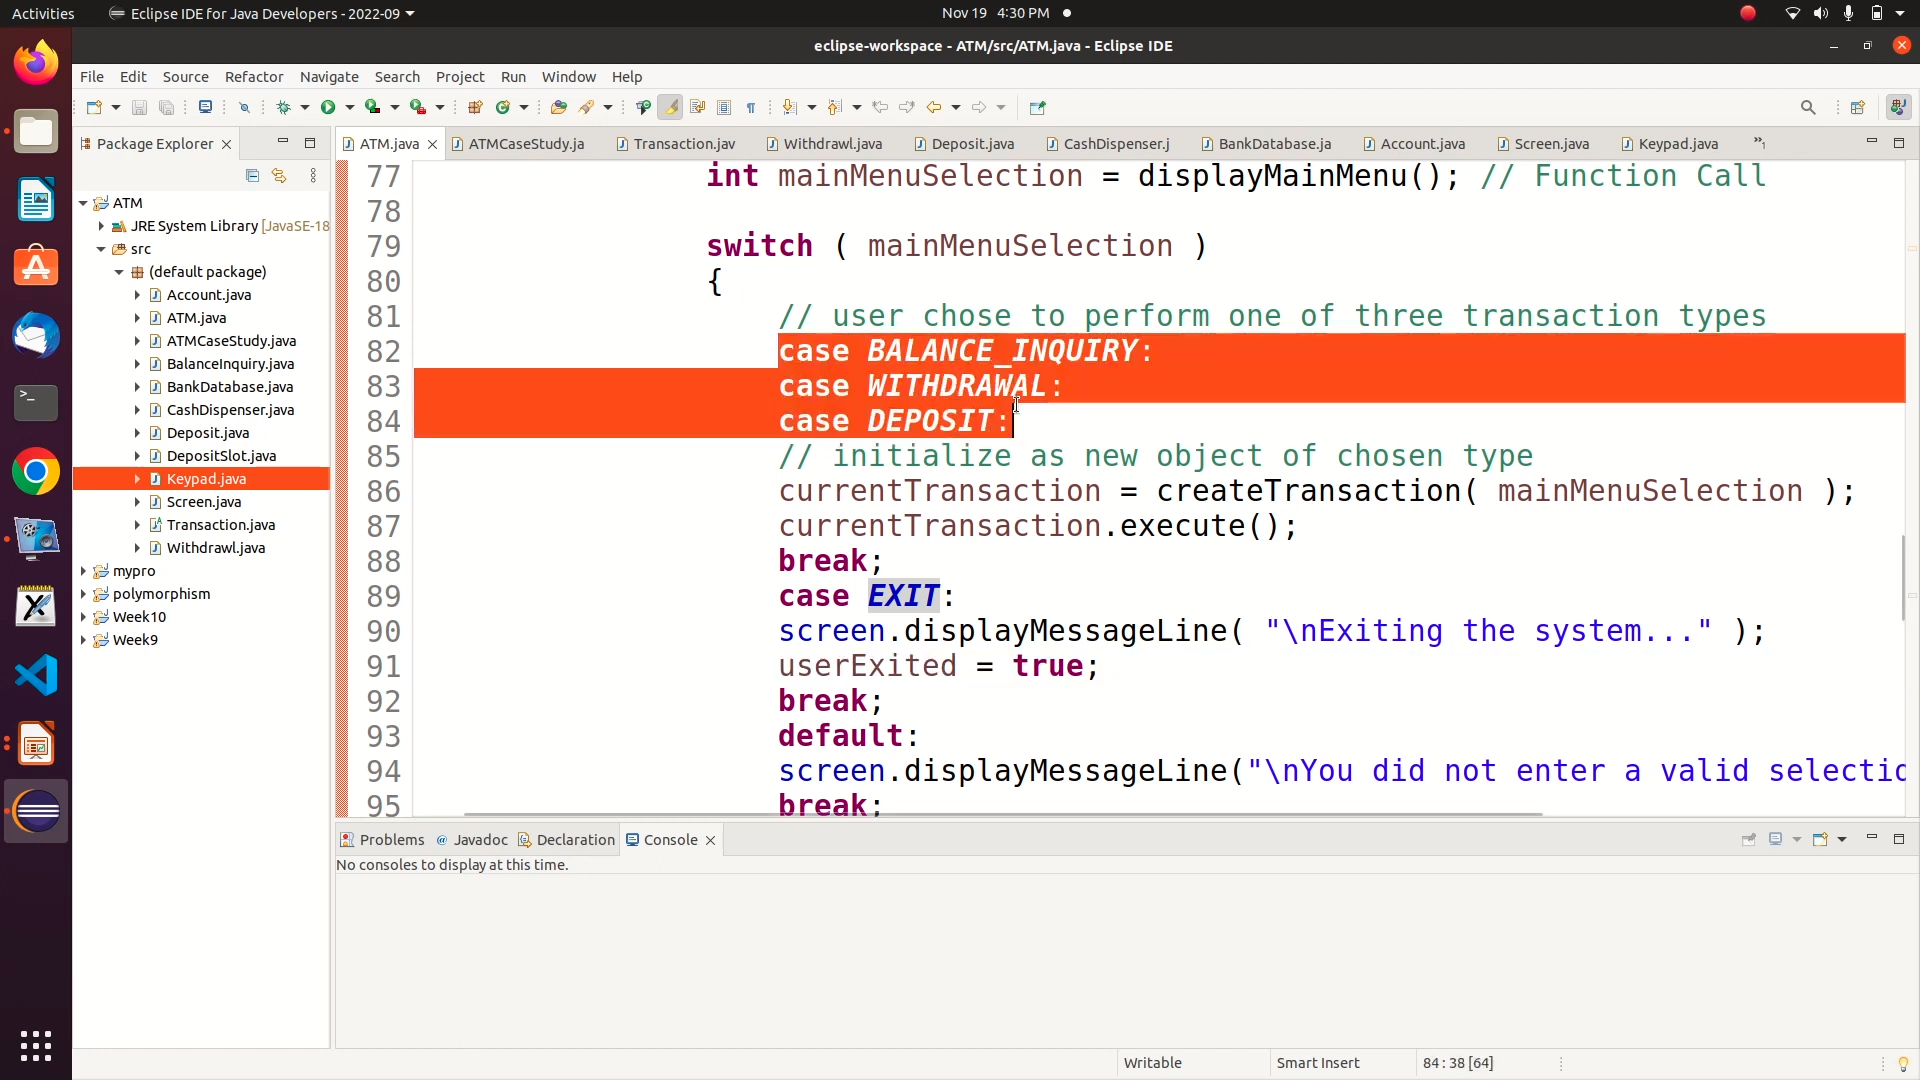 Activities
Eclipse IDE for Java Developers - 2022-09
Nov 19 4:30 PM
eclipse-workspace - ATM/src/ATM.java - Eclipse IDE
File Edit Source Refactor Navigate Search Project Run Window Help
Package Explorer
ATM.java
ATMCaseStudy.ja
Transaction.jav
Withdrawl.java
Deposit.java
CashDispenser.j
BankDatabase.ja
Account.java
Screen.java
Keypad.java
ATM
JRE System Library [JavaSE-18
src
(default package)
Account.java
ATM.java
ATMCaseStudy.java
BalanceInquiry.java
BankDatabase.java
CashDispenser.java
Deposit.java
DepositSlot.java
Keypad.java
Screen.java
Transaction.java
Withdrawl.java
mypro
polymorphism
Week10
Week9
77 int mainMenuSelection = displayMainMenu(); // Function Call
78
79 switch ( mainMenuSelection )
80 {
81 // user chose to perform one of three transaction types
82 case BALANCE_INQUIRY:
83 case WITHDRAWAL:
84 case DEPOSIT:
85 // initialize as new object of chosen type
86 currentTransaction = createTransaction( mainMenuSelection );
87 currentTransaction.execute();
88 break;
89 case EXIT:
90 screen.displayMessageLine( "\nExiting the system..." );
91 userExited = true;
92 break;
93 default:
94 screen.displayMessageLine("\nYou did not enter a valid selectio
95 break;
Problems
@ Javadoc
Declaration
Console
No consoles to display at this time.
Writable
Smart Insert
84 : 38 [64]